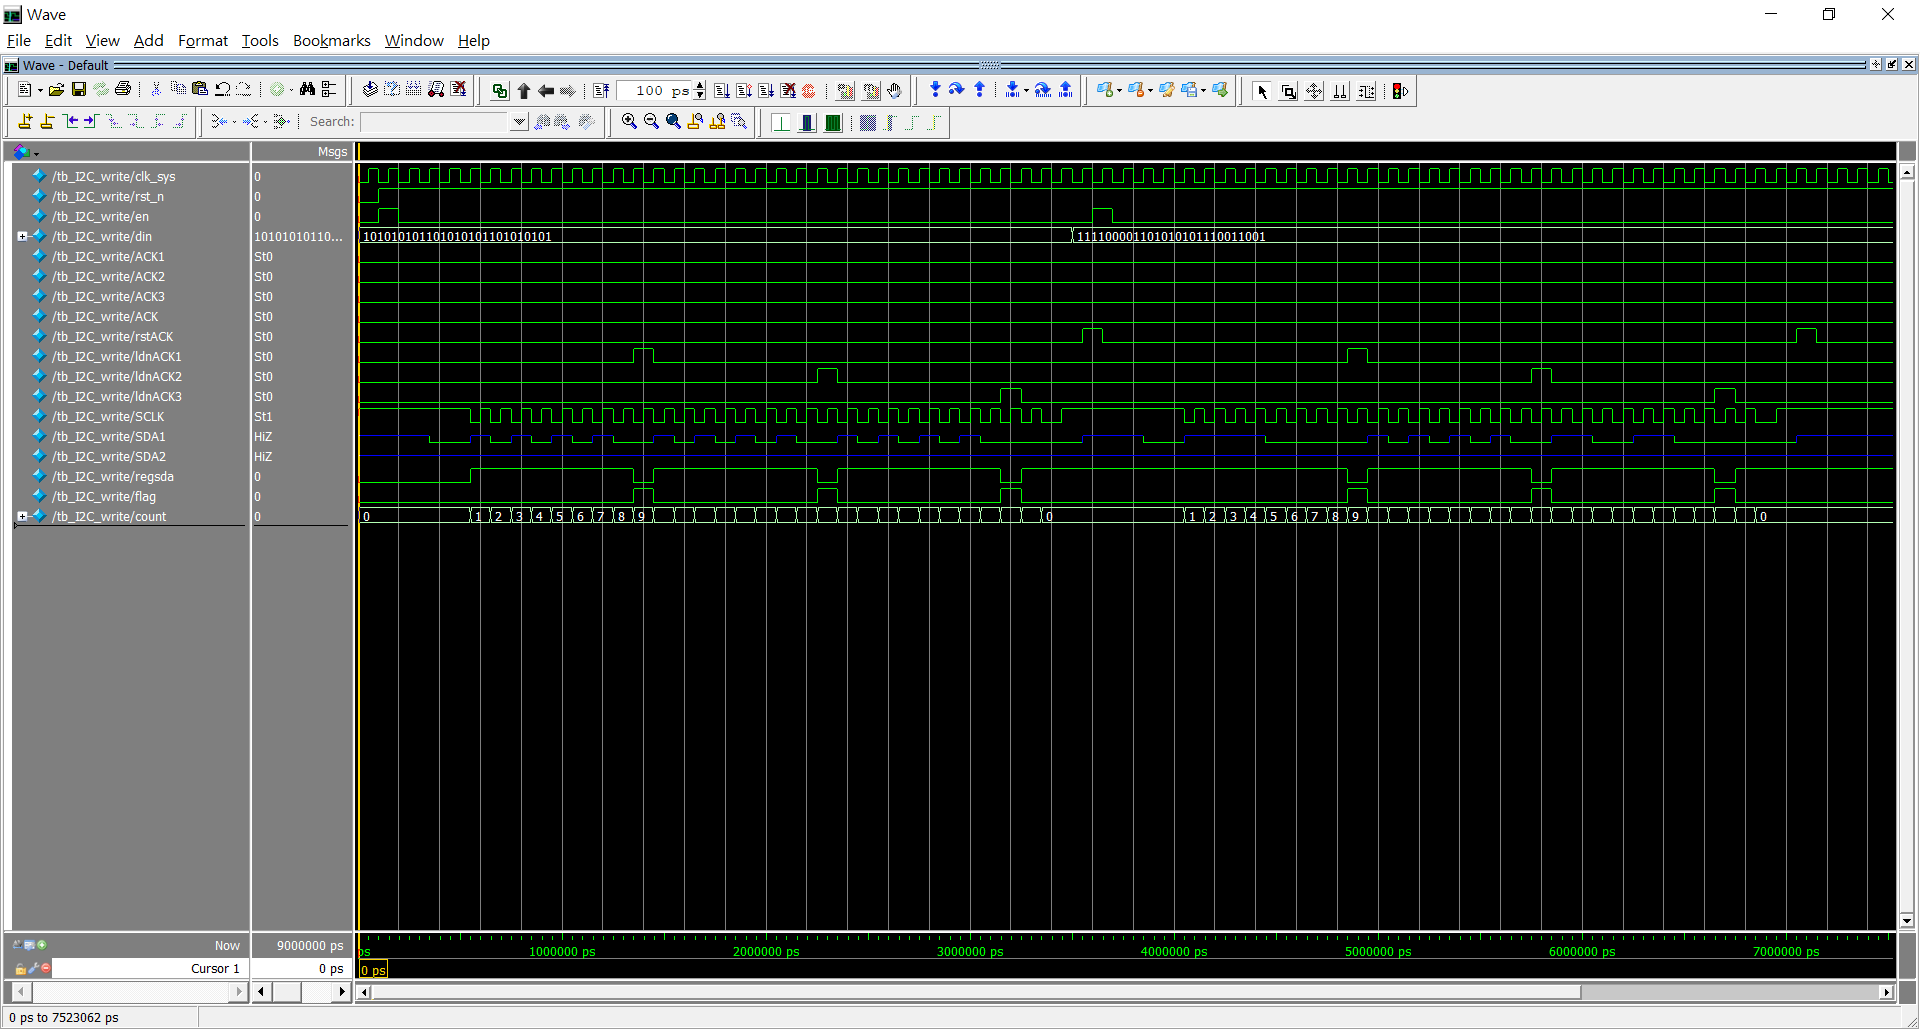 Wave
File Edit View Add Format Tools Bookmarks Window Help
Wave - Default
100 ps
Search:
Msgs
/tb_I2C_write/clk_sys 0
/tb_I2C_write/rst_n 0
/tb_I2C_write/en 0
/tb_I2C_write/din 10101010110... 101010101101010101101010101 111100001101010101110011001
/tb_I2C_write/ACK1 St0
/tb_I2C_write/ACK2 St0
/tb_I2C_write/ACK3 St0
/tb_I2C_write/ACK St0
/tb_I2C_write/rstACK St0
/tb_I2C_write/ldnACK1 St0
/tb_I2C_write/ldnACK2 St0
/tb_I2C_write/ldnACK3 St0
/tb_I2C_write/SCLK St1
/tb_I2C_write/SDA1 HiZ
/tb_I2C_write/SDA2 HiZ
/tb_I2C_write/regsda 0
/tb_I2C_write/flag 0
/tb_I2C_write/count 0 0 1 2 3 4 5 6 7 8 9 0 1 2 3 4 5 6 7 8 9 0
Now 9000000 ps ps 1000000 ps 2000000 ps 3000000 ps 4000000 ps 5000000 ps 6000000 ps 7000000 ps
Cursor 1 0 ps 0 ps
0 ps to 7523062 ps